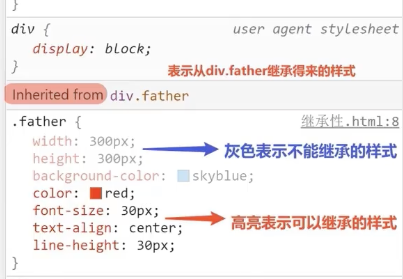 }
div {
user agent stylesheet
display: block;
}
表示从div.father继承得来的样式
Inherited from div.father
.father {
继承性.html:8
width: 300px;
height: 300px;
灰色表示不能继承的样式
background-color: skyblue;
color: red;
font-size: 30px;
高亮表示可以继承的样式
text-align: center;
line-height: 30px;
}